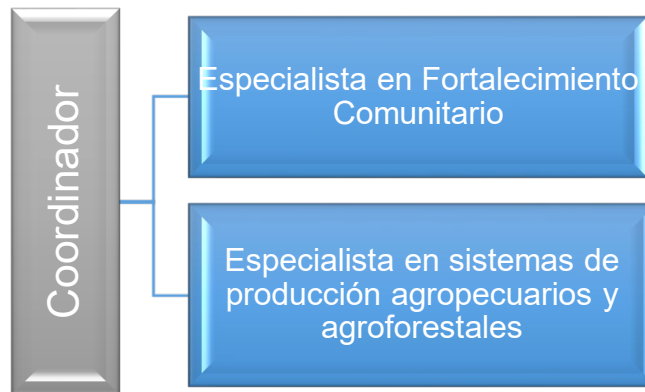 Coordinador
Especialista en Fortalecimiento
Comunitario
Especialista en sistemas de
producción agropecuarios y
agroforestales